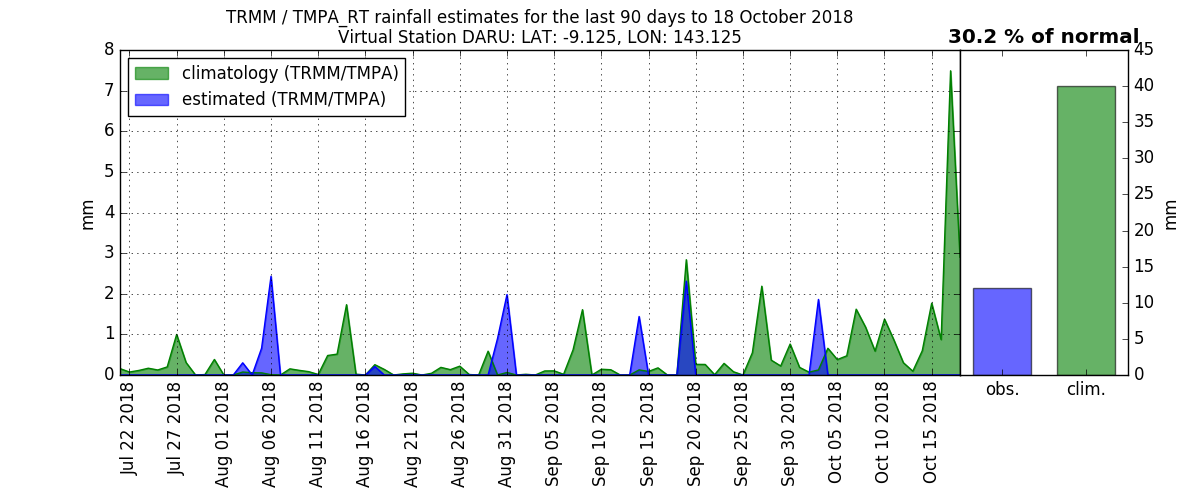 TRMM / TMPA_RT rainfall estimates for the last 90 days to 18 October 2018
Virtual Station DARU: LAT: -9.125, LON: 143.125
30.2 % of normal
climatology (TRMM/TMPA)
estimated (TRMM/TMPA)
8
7
6
5
4
3
2
1
0
mm
Jul 22 2018
Jul 27 2018
Aug 01 2018
Aug 06 2018
Aug 11 2018
Aug 16 2018
Aug 21 2018
Aug 26 2018
Aug 31 2018
Sep 05 2018
Sep 10 2018
Sep 15 2018
Sep 20 2018
Sep 25 2018
Sep 30 2018
Oct 05 2018
Oct 10 2018
Oct 15 2018
45
40
35
30
25
20
15
10
5
0
mm
obs.
clim.